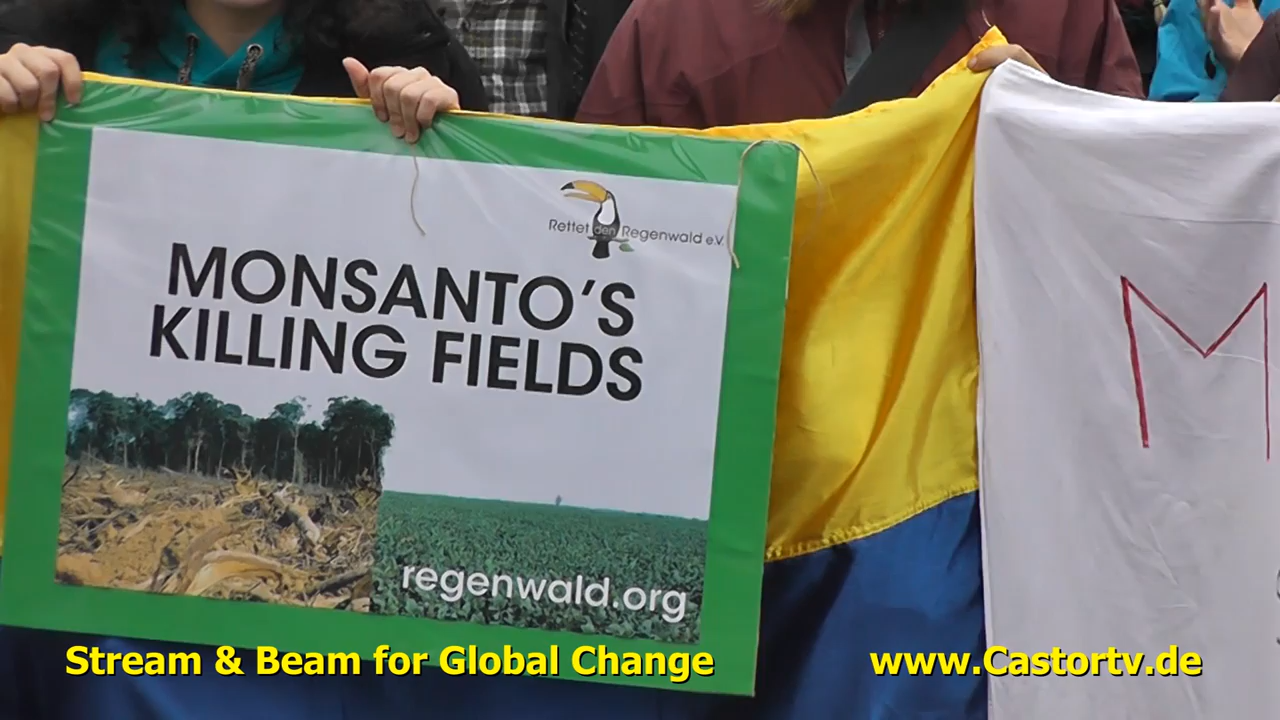 Rettet den Regenwald e.V.
MONSANTO'S
KILLING FIELDS
M
regenwald.org
Stream & Beam for Global Change
www.Castortv.de